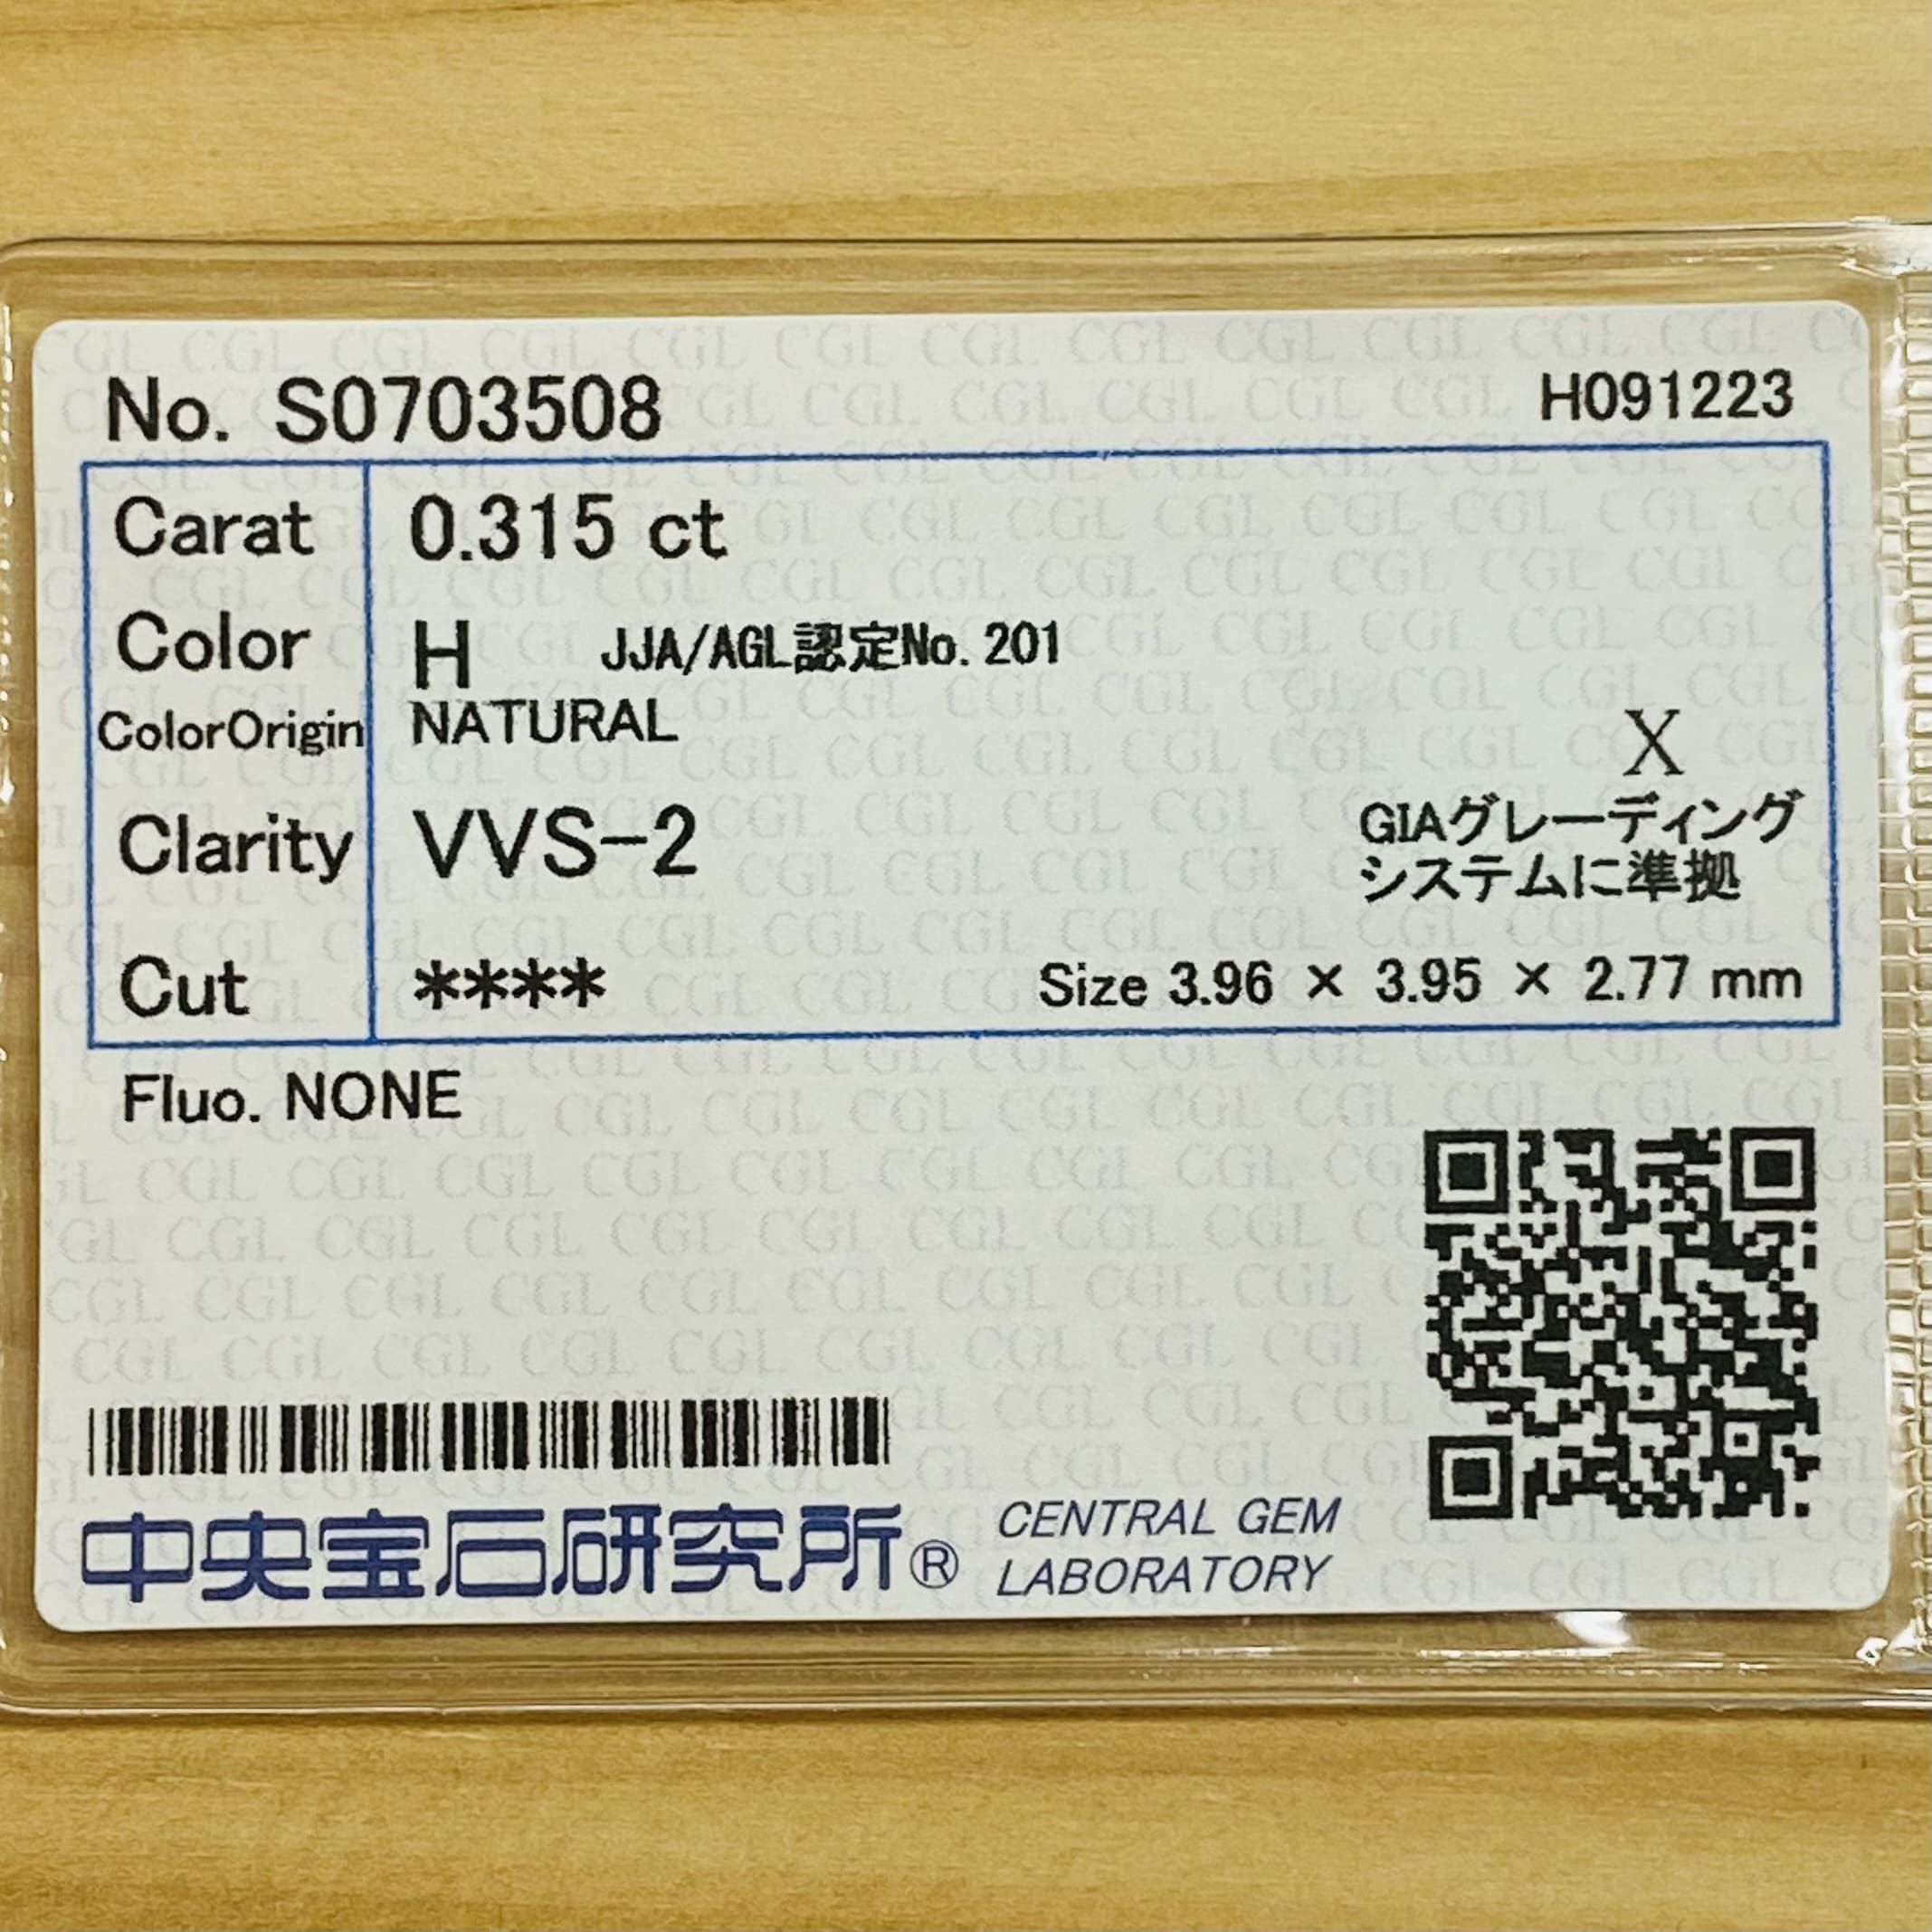 No. S0703508 H091223
Carat 0.315 ct
Color H JJA/AGL認定No. 201
ColorOrigin NATURAL
X
Clarity VVS-2 GIAグレーディング
システムに準拠
Cut **** Size 3.96 × 3.95 × 2.77 mm
Fluo. NONE
中央宝石研究所® CENTRAL GEM
LABORATORY